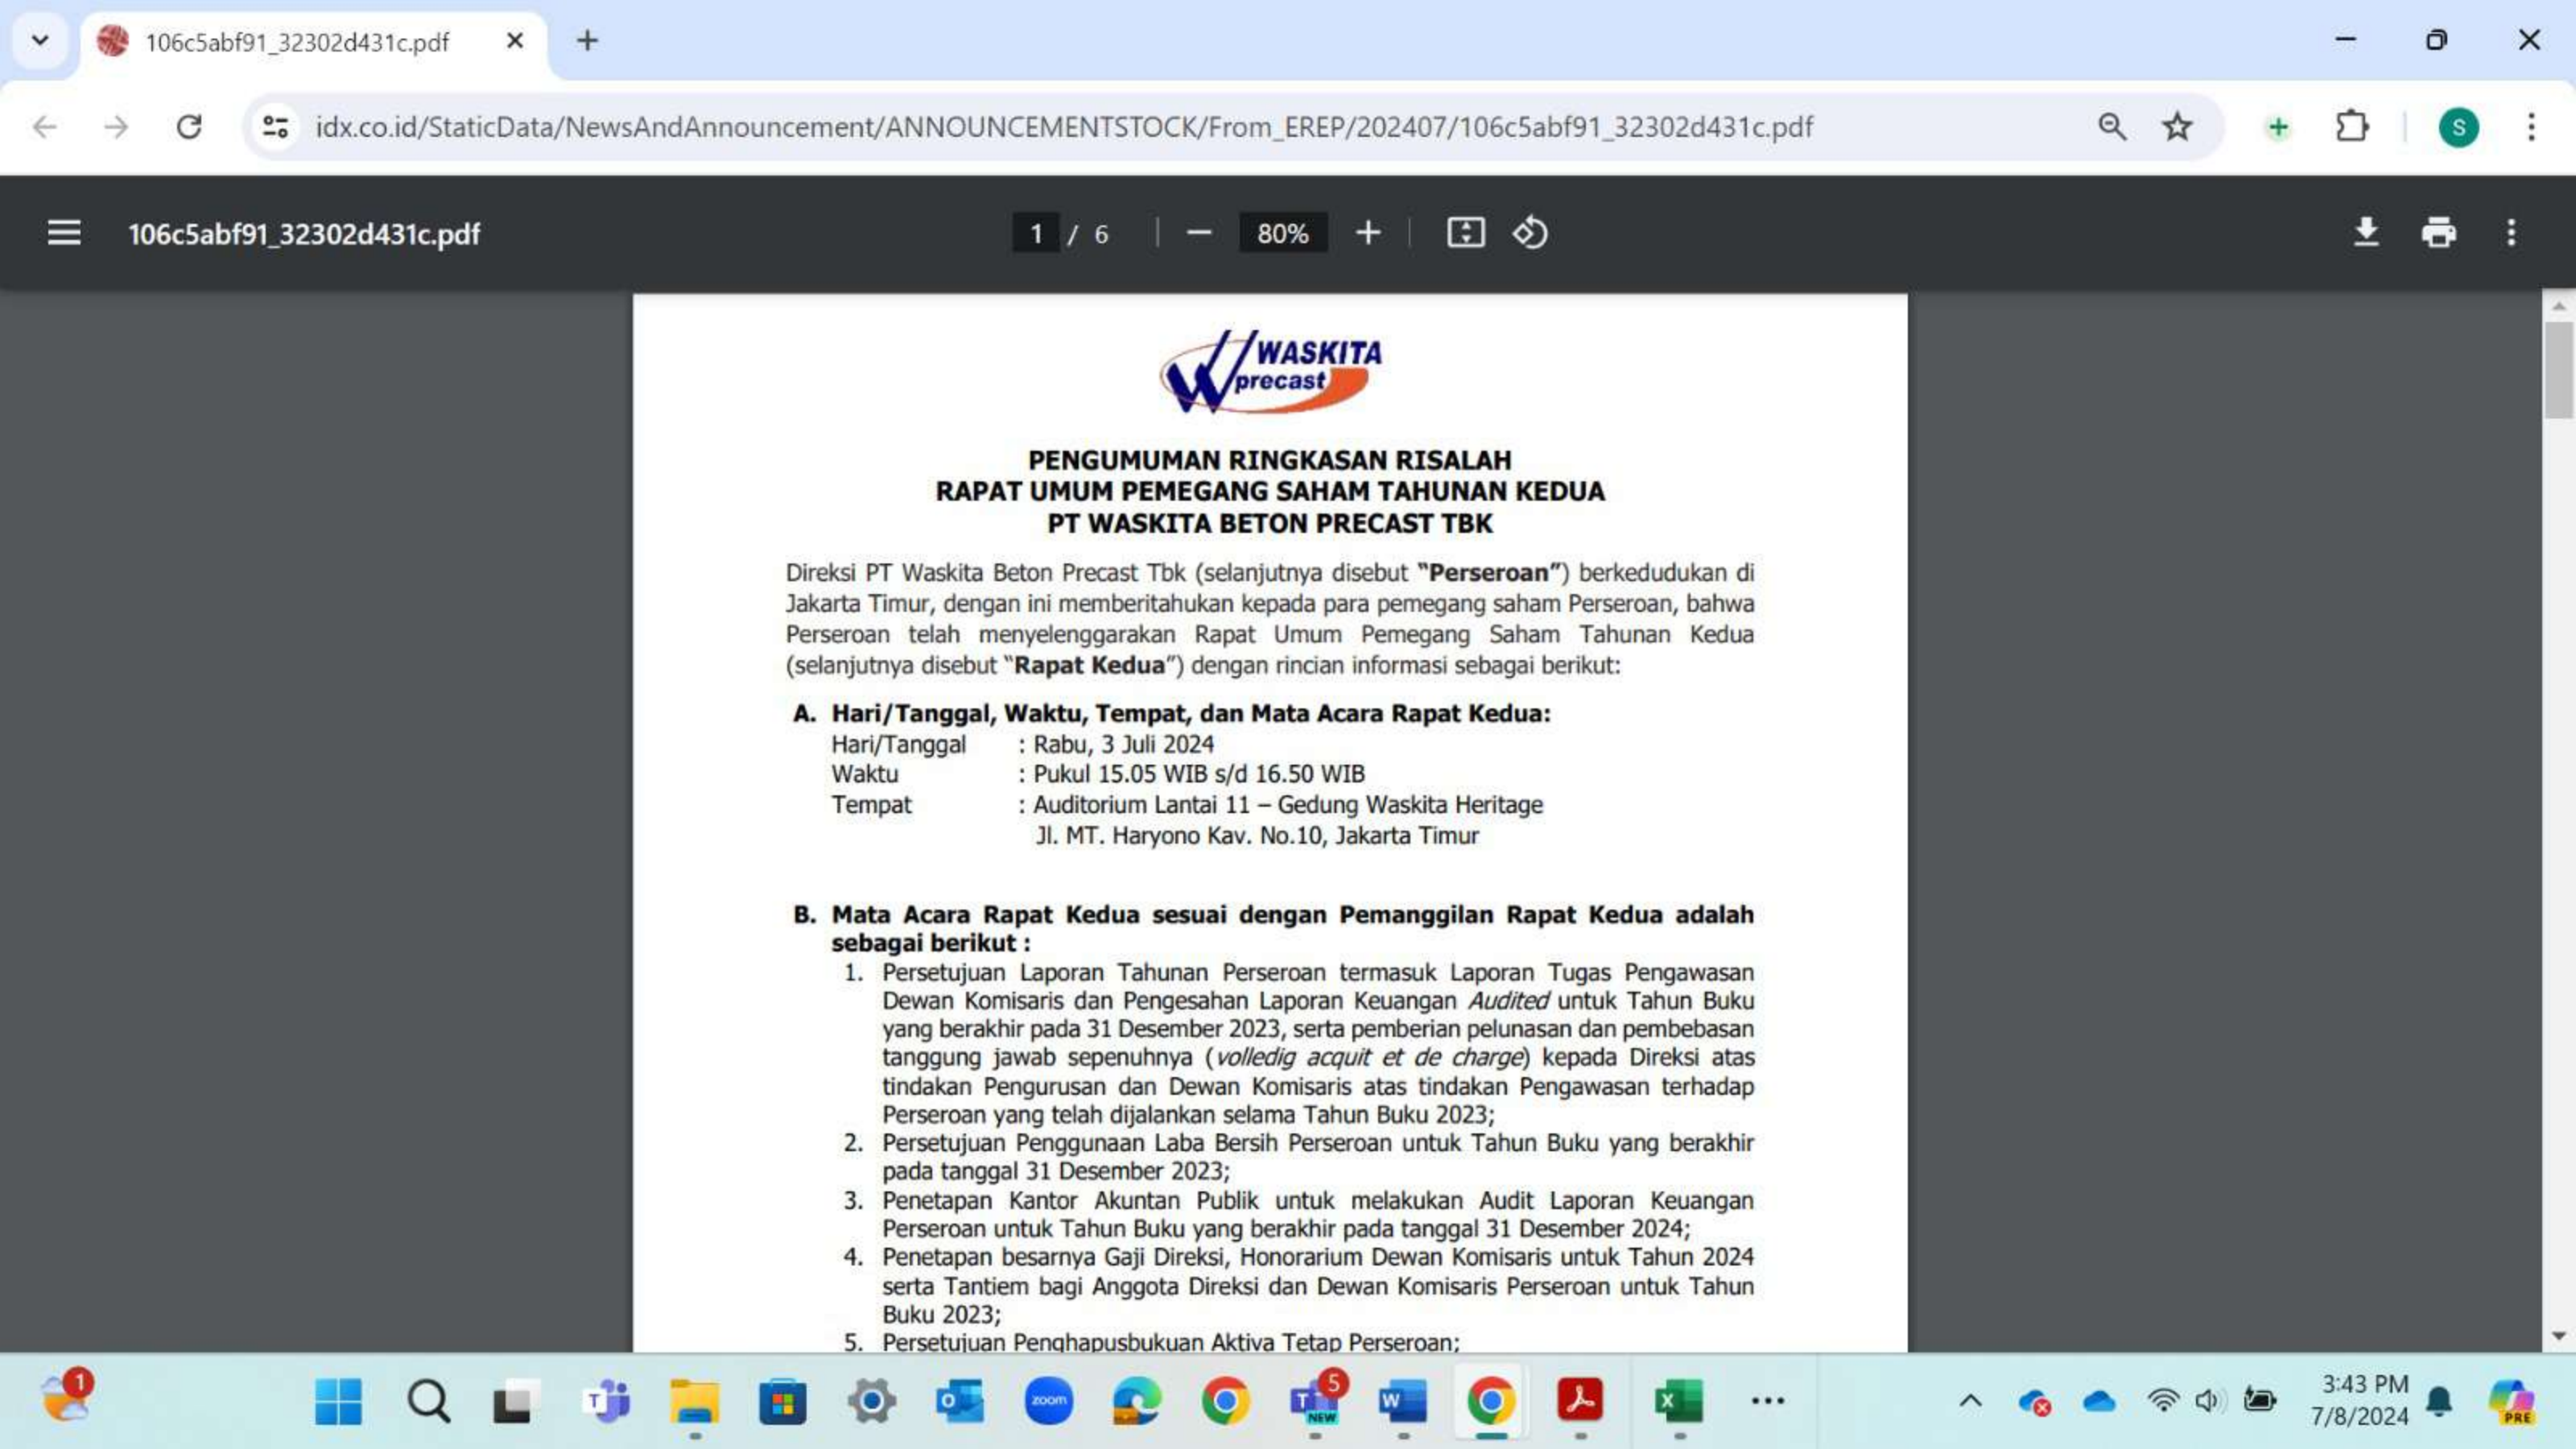 106c5abf91_32302d431c.pdf
idx.co.id/StaticData/NewsAndAnnouncement/ANNOUNCEMENTSTOCK/From_EREP/202407/106c5abf91_32302d431c.pdf
S
106c5abf91_32302d431c.pdf
1 / 6
80%
WASKITA
precast
PENGUMUMAN RINGKASAN RISALAH
RAPAT UMUM PEMEGANG SAHAM TAHUNAN KEDUA
PT WASKITA BETON PRECAST TBK
Direksi PT Waskita Beton Precast Tbk (selanjutnya disebut "Perseroan") berkedudukan di
Jakarta Timur, dengan ini memberitahukan kepada para pemegang saham Perseroan, bahwa
Perseroan telah menyelenggarakan Rapat Umum Pemegang Saham Tahunan Kedua
(selanjutnya disebut "Rapat Kedua") dengan rincian informasi sebagai berikut:
A. Hari/Tanggal, Waktu, Tempat, dan Mata Acara Rapat Kedua:
Hari/Tanggal : Rabu, 3 Juli 2024
Waktu : Pukul 15.05 WIB s/d 16.50 WIB
Tempat : Auditorium Lantai 11 – Gedung Waskita Heritage
Jl. MT. Haryono Kav. No.10, Jakarta Timur
B. Mata Acara Rapat Kedua sesuai dengan Pemanggilan Rapat Kedua adalah
sebagai berikut :
1. Persetujuan Laporan Tahunan Perseroan termasuk Laporan Tugas Pengawasan
Dewan Komisaris dan Pengesahan Laporan Keuangan Audited untuk Tahun Buku
yang berakhir pada 31 Desember 2023, serta pemberian pelunasan dan pembebasan
tanggung jawab sepenuhnya (volledig acquit et de charge) kepada Direksi atas
tindakan Pengurusan dan Dewan Komisaris atas tindakan Pengawasan terhadap
Perseroan yang telah dijalankan selama Tahun Buku 2023;
2. Persetujuan Penggunaan Laba Bersih Perseroan untuk Tahun Buku yang berakhir
pada tanggal 31 Desember 2023;
3. Penetapan Kantor Akuntan Publik untuk melakukan Audit Laporan Keuangan
Perseroan untuk Tahun Buku yang berakhir pada tanggal 31 Desember 2024;
4. Penetapan besarnya Gaji Direksi, Honorarium Dewan Komisaris untuk Tahun 2024
serta Tantiem bagi Anggota Direksi dan Dewan Komisaris Perseroan untuk Tahun
Buku 2023;
5. Persetujuan Penghapusbukuan Aktiva Tetap Perseroan;
1
T
O
zoom
T
5
NEW
W
X
3:43 PM
7/8/2024
PRE